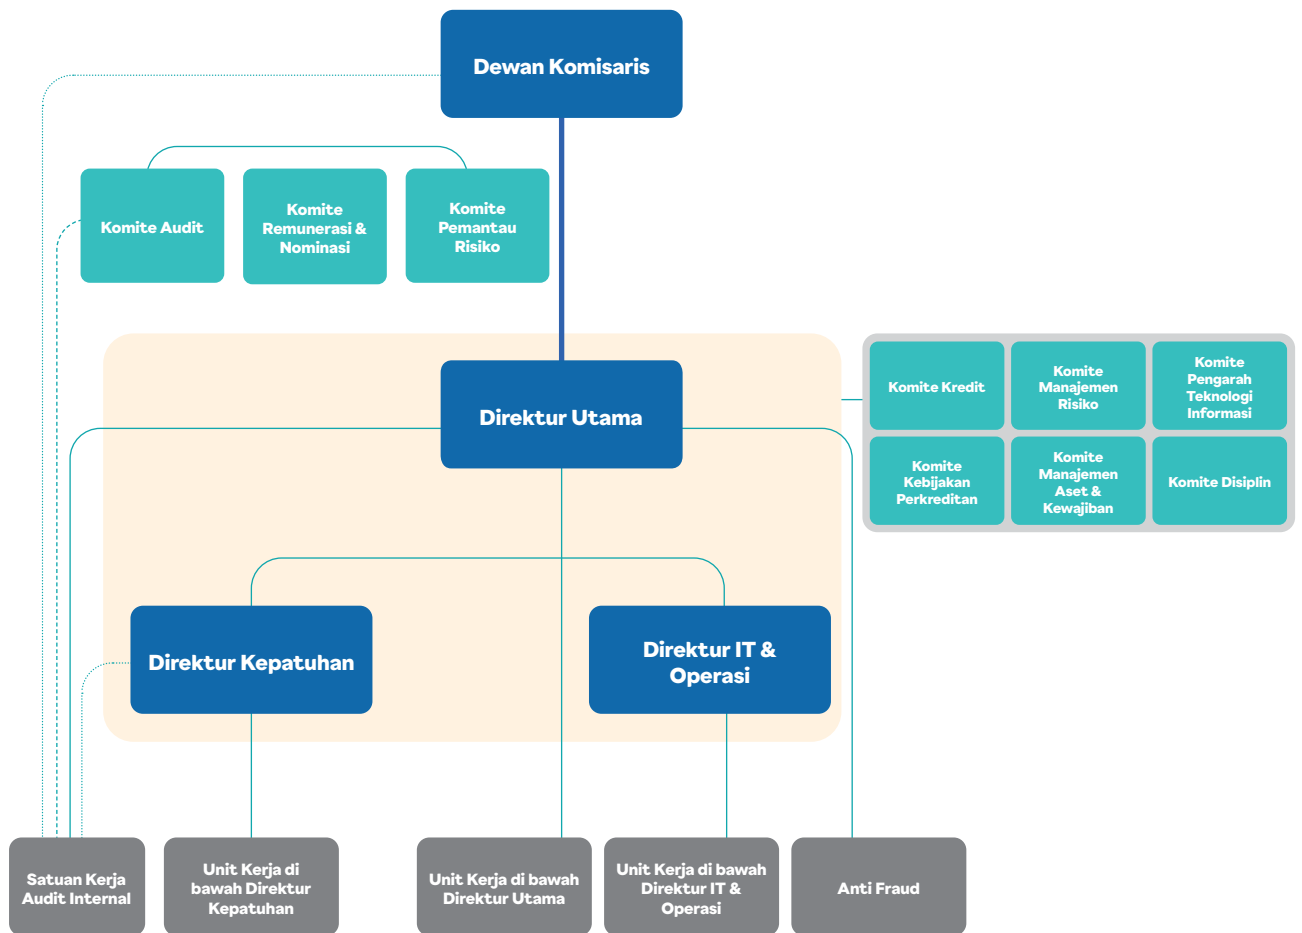 Dewan Komisaris
Komite Audit
Komite
Remunerasi &
Nominasi
Komite
Pemantau
Risiko
Direktur Utama
Komite Kredit
Komite
Manajemen
Risiko
Komite
Pengarah
Teknologi
Informasi
Komite
Kebijakan
Perkreditan
Komite
Manajemen
Aset &
Kewajiban
Komite Disiplin
Direktur Kepatuhan
Direktur IT &
Operasi
Satuan Kerja
Audit Internal
Unit Kerja di
bawah Direktur
Kepatuhan
Unit Kerja di bawah
Direktur Utama
Unit Kerja di bawah
Direktur IT &
Operasi
Anti Fraud